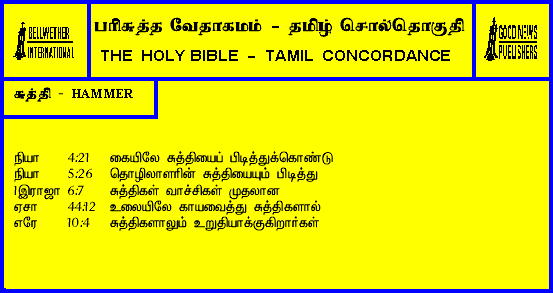 BELLWETHER
INTERNATIONAL
பரிசுத்த வேதாகமம் - தமிழ் சொல்தொகுதி
THE HOLY BIBLE - TAMIL CONCORDANCE
GOOD NEWS
PUBLISHERS
சுத்தி - HAMMER
நியா 4:21 கையிலே சுத்தியைப் பிடித்துக்கொண்டு
நியா 5:26 தொழிலாளரின் சுத்தியையும் பிடித்து
1இராஜா 6:7 சுத்திகள் வாச்சிகள் முதலான
ஏசா 44:12 உலையிலே காயவைத்து சுத்திகளால்
எரே 10:4 சுத்திகளாலும் உறுதியாக்குகிறார்கள்